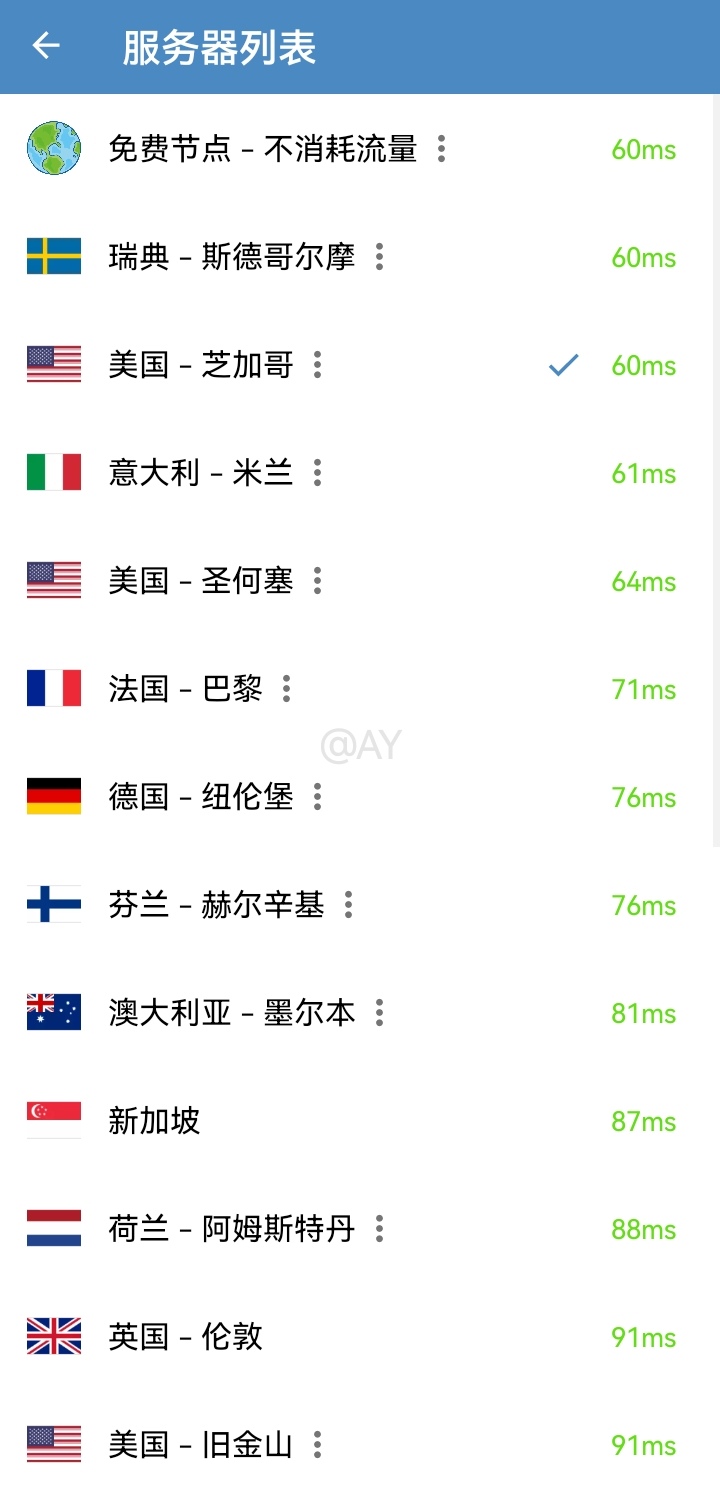 服务器列表
免费节点 – 不消耗流量 60ms
瑞典 – 斯德哥尔摩 60ms
美国 – 芝加哥 60ms
意大利 – 米兰 61ms
美国 – 圣何塞 64ms
法国 – 巴黎 71ms
@AY
德国 – 纽伦堡 76ms
芬兰 – 赫尔辛基 76ms
澳大利亚 – 墨尔本 81ms
新加坡 87ms
荷兰 – 阿姆斯特丹 88ms
英国 – 伦敦 91ms
美国 – 旧金山 91ms